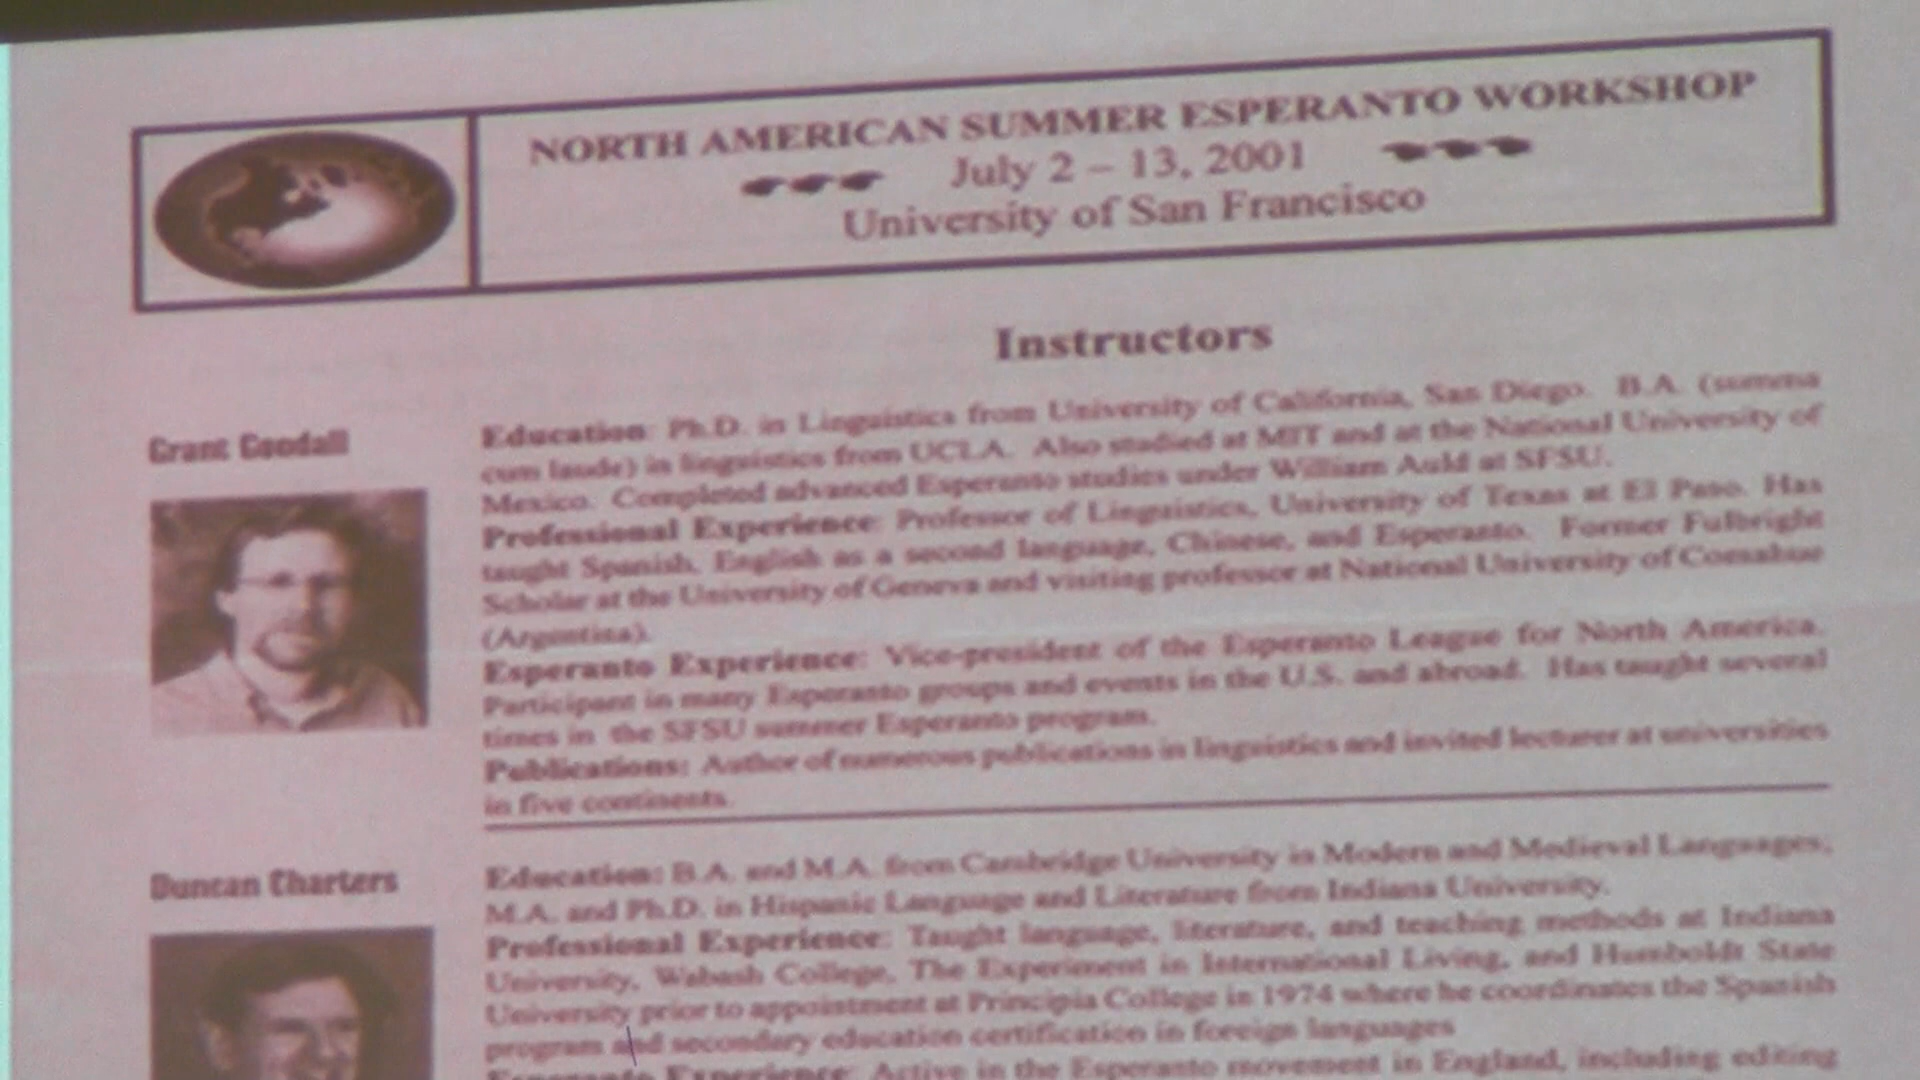 NORTH AMERICAN SUMMER ESPERANTO WORKSHOP
July 2 – 13, 2001
University of San Francisco
Instructors
Grant Goodall
Education: Ph.D. in Linguistics from University of California, San Diego. B.A. (summa
cum laude) in linguistics from UCLA. Also studied at MIT and at the National University of
Mexico. Completed advanced Esperanto studies under William Auld at SFSU.
Professional Experience: Professor of Linguistics, University of Texas at El Paso. Has
taught Spanish, English as a second language, Chinese, and Esperanto. Former Fulbright
Scholar at the University of Geneva and visiting professor at National University of Comahue
(Argentina).
Esperanto Experience: Vice-president of the Esperanto League for North America.
Participant in many Esperanto groups and events in the U.S. and abroad. Has taught several
times in the SFSU summer Esperanto program.
Publications: Author of numerous publications in linguistics and invited lecturer at universities
in five continents.
Duncan Charters
Education: B.A. and M.A. from Cambridge University in Modern and Medieval Languages,
M.A. and Ph.D. in Hispanic Language and Literature from Indiana University.
Professional Experience: Taught language, literature, and teaching methods at Indiana
University, Wabash College, The Experiment in International Living, and Humboldt State
University prior to appointment at Principia College in 1974 where he coordinates the Spanish
program and secondary education certification in foreign languages
Esperanto Experience: Active in the Esperanto movement in England, including editing